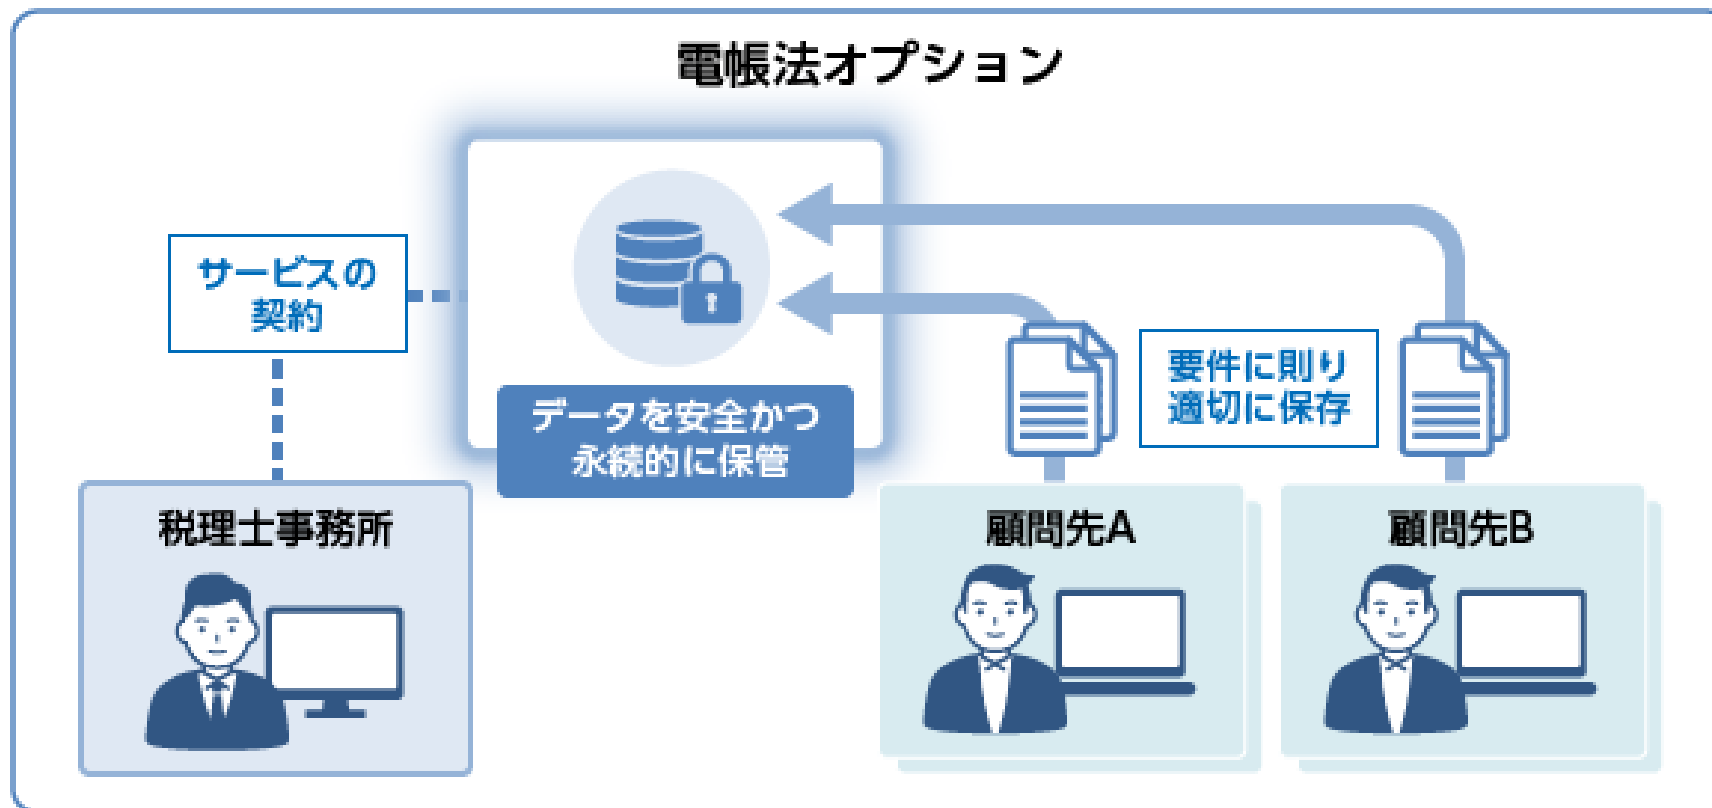 電帳法オプション
サービスの
契約
データを安全かつ
永続的に保管
要件に則り
適切に保存
税理士事務所
顧問先A
顧問先B